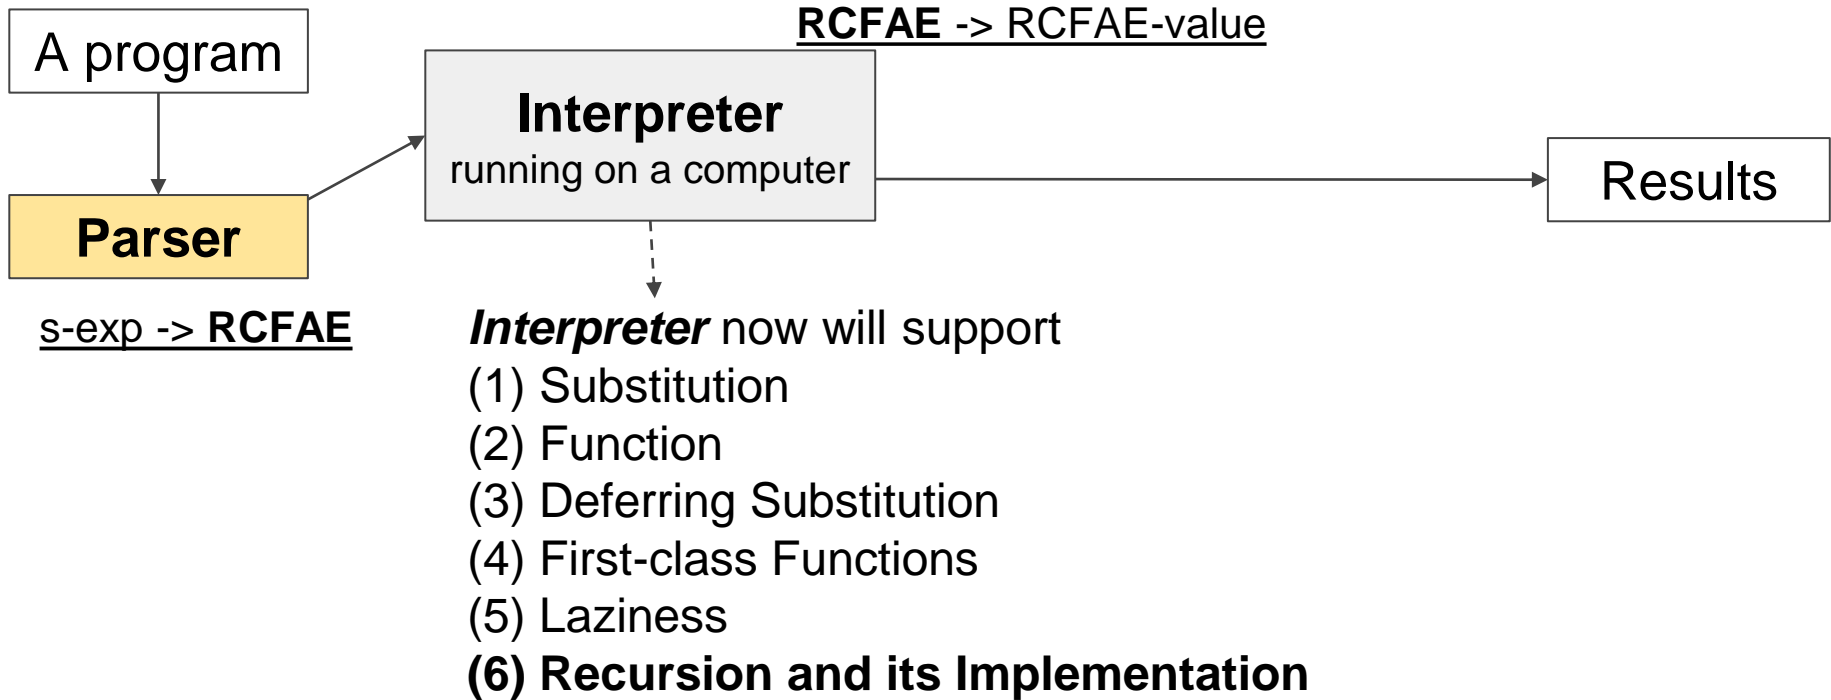 RCFAE -> RCFAE-value
A program
Interpreter
running on a computer
Results
Parser
s-exp -> RCFAE
Interpreter now will support
(1) Substitution
(2) Function
(3) Deferring Substitution
(4) First-class Functions
(5) Laziness
(6) Recursion and its Implementation